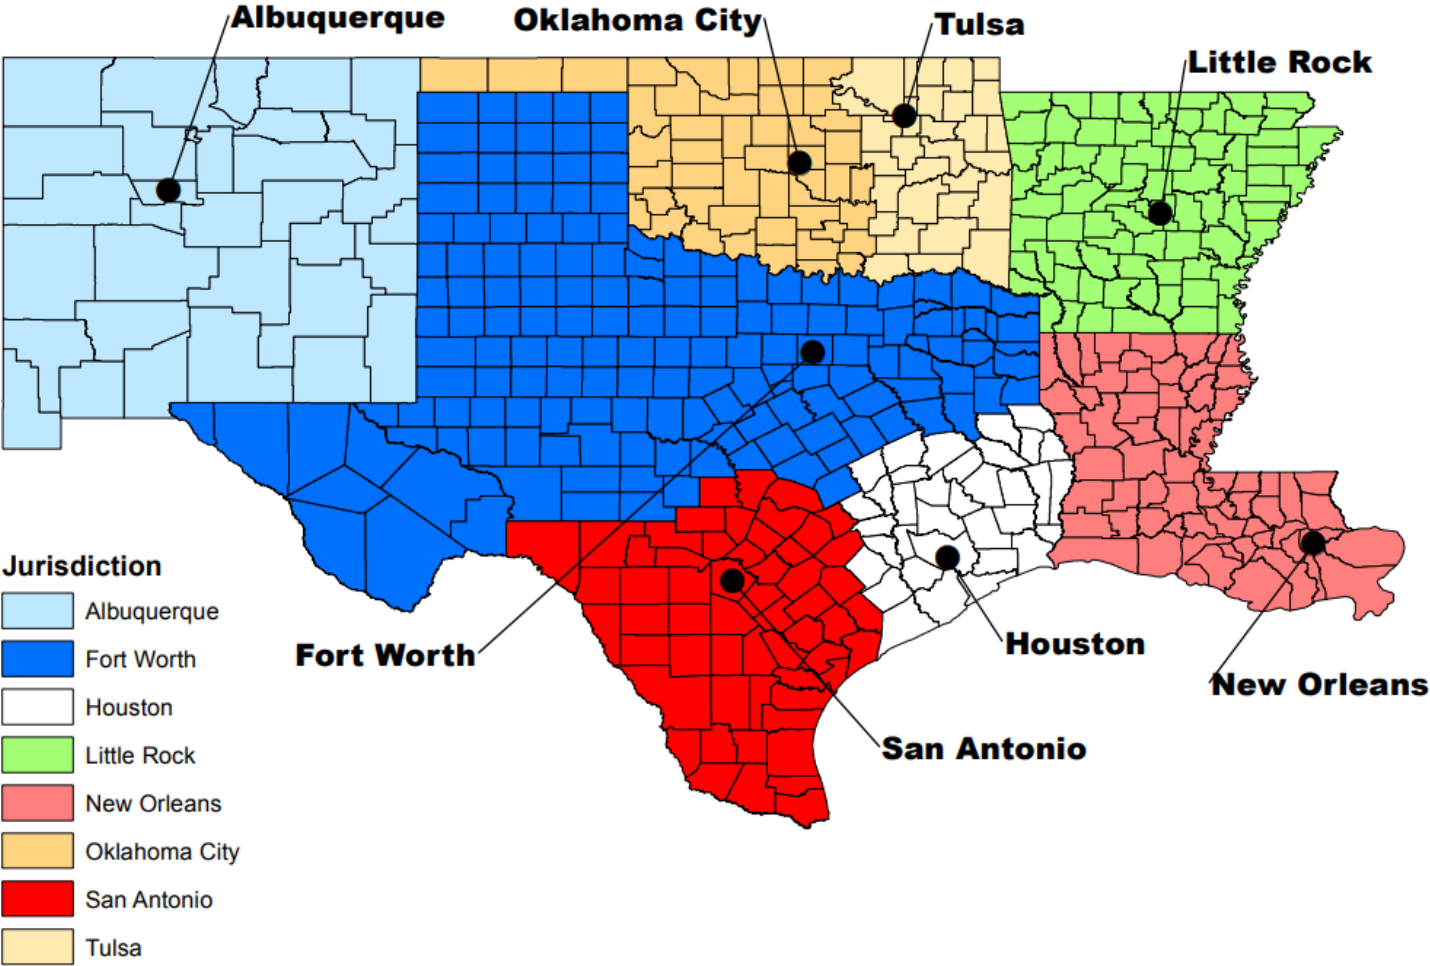 Albuquerque
Oklahoma City
Tulsa
Little Rock
Fort Worth
Houston
New Orleans
San Antonio
Jurisdiction
Albuquerque
Fort Worth
Houston
Little Rock
New Orleans
Oklahoma City
San Antonio
Tulsa